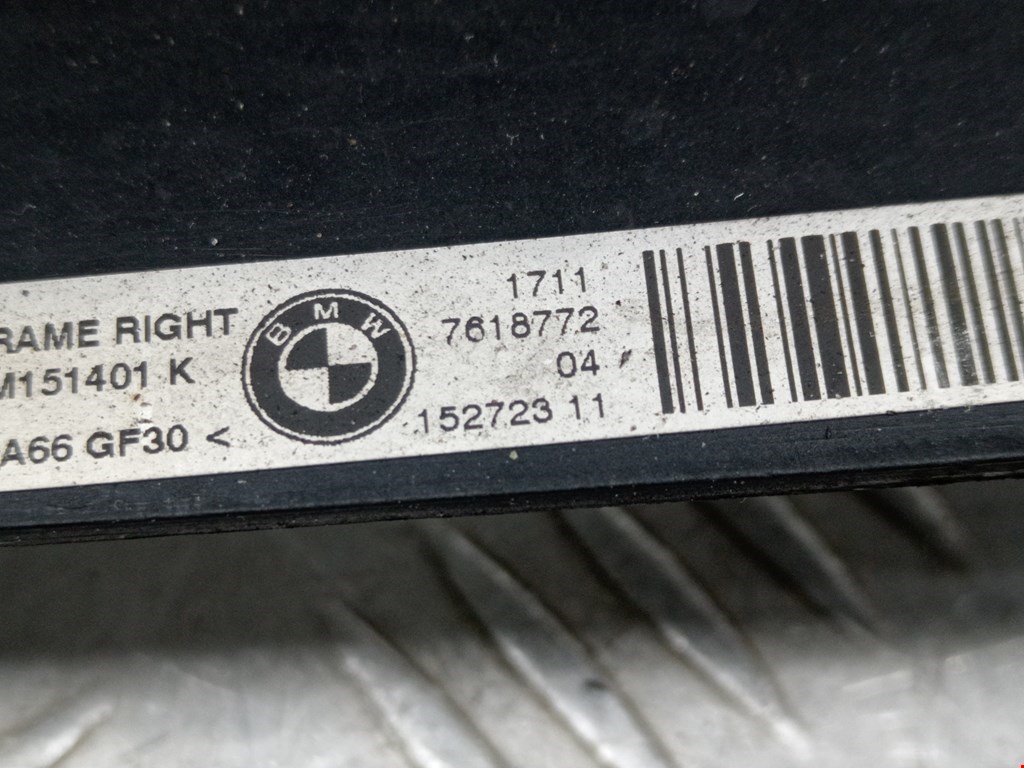 RAME RIGHT
M151401 K
A66 GF30 <
BMW
1711
7618772
04
152723 11